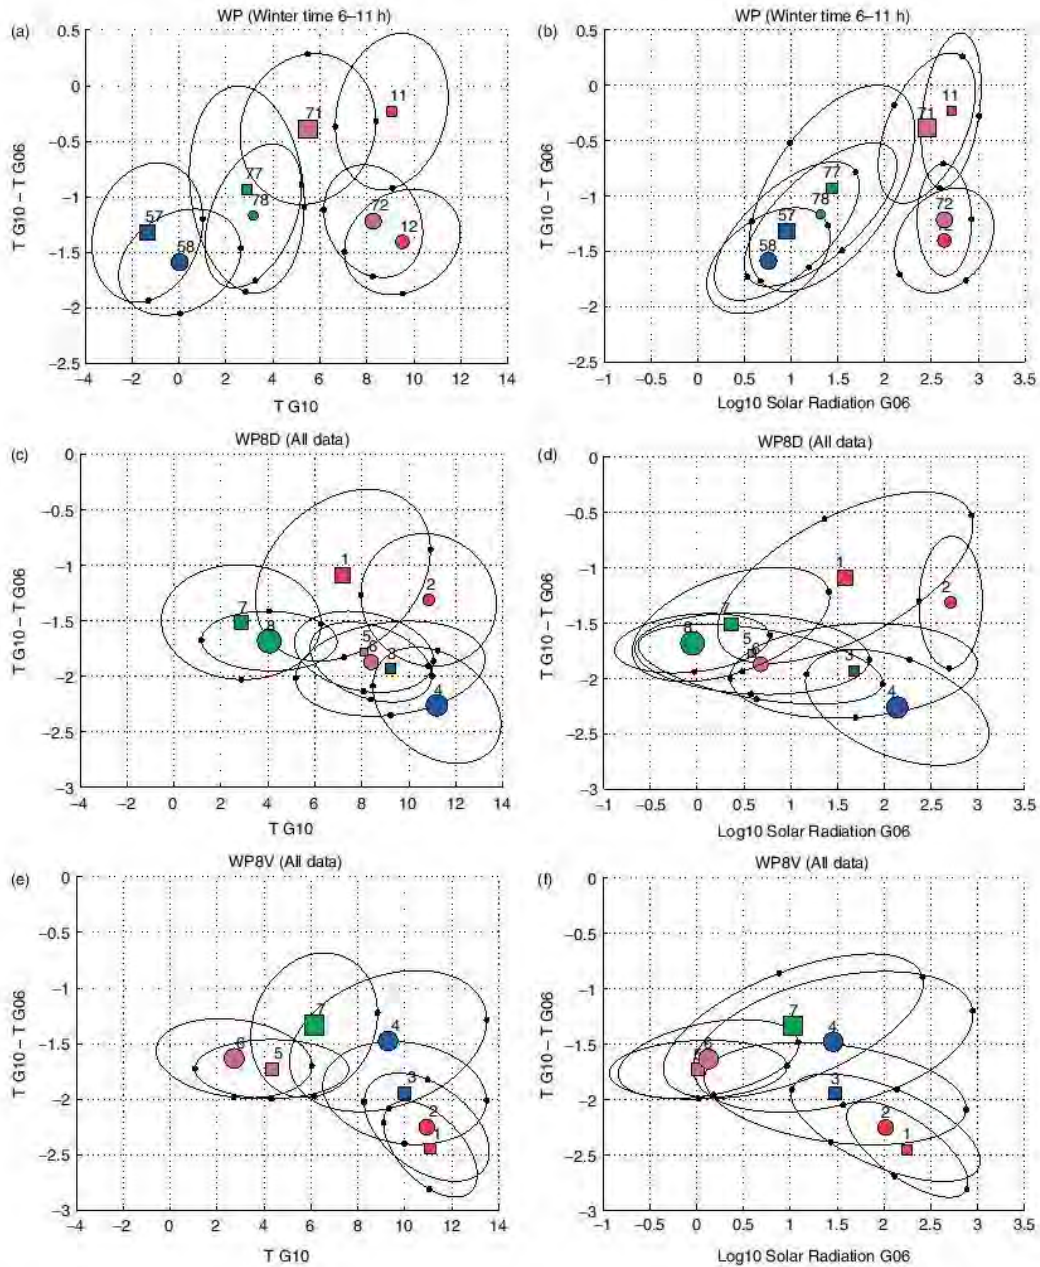 WP (Winter time 6–11 h)
(a)
0.5
0
−0.5
−1
−1.5
−2
−2.5
T G10 − T G06
11
71
77
78
57
58
72
12
−4 −2 0 2 4 6 8 10 12 14
T G10
WP (Winter time 6–11 h)
(b)
0.5
0
−0.5
−1
−1.5
−2
−2.5
T G10 − T G06
11
71
77
78
57
58
72
−1 −0.5 0 0.5 1 1.5 2 2.5 3 3.5
Log10 Solar Radiation G06
WP8D (All data)
(c)
0
−0.5
−1
−1.5
−2
−2.5
−3
T G10 − T G06
1
2
7
8
5
6
3
4
−4 −2 0 2 4 6 8 10 12 14
T G10
WP8D (All data)
(d)
0
−0.5
−1
−1.5
−2
−2.5
−3
T G10 − T G06
1
2
7
8
5
6
3
4
−1 −0.5 0 0.5 1 1.5 2 2.5 3 3.5
Log10 Solar Radiation G06
WP8V (All data)
(e)
0
−0.5
−1
−1.5
−2
−2.5
−3
T G10 − T G06
7
4
6
5
3
2
1
−4 −2 0 2 4 6 8 10 12 14
T G10
WP8V (All data)
(f)
0
−0.5
−1
−1.5
−2
−2.5
−3
T G10 − T G06
7
4
6
3
2
1
−1 −0.5 0 0.5 1 1.5 2 2.5 3 3.5
Log10 Solar Radiation G06